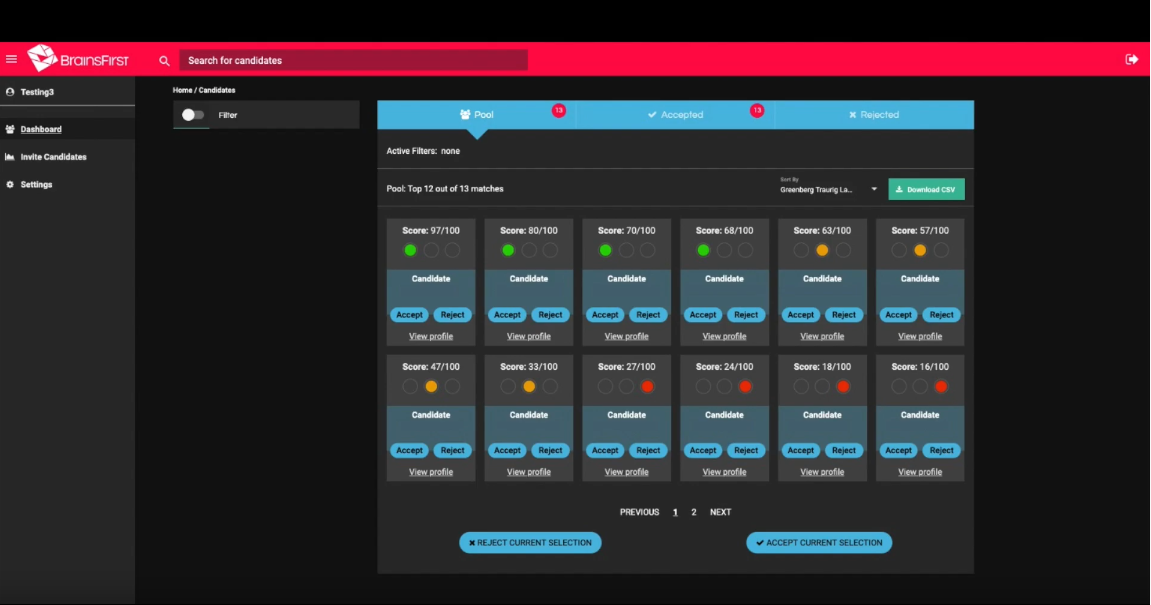 BrainsFirst
Search for candidates
Testing3
Dashboard
Invite Candidates
Settings
Home / Candidates
Filter
Pool 13 Accepted 13 Rejected
Active Filters: none
Pool: Top 12 out of 13 matches
Sort By
Greenberg Traurig La...
Download CSV
Score: 97/100 Score: 80/100 Score: 70/100 Score: 68/100 Score: 63/100 Score: 57/100
Candidate Candidate Candidate Candidate Candidate Candidate
Accept Reject Accept Reject Accept Reject Accept Reject Accept Reject Accept Reject
View profile View profile View profile View profile View profile View profile
Score: 47/100 Score: 33/100 Score: 27/100 Score: 24/100 Score: 18/100 Score: 16/100
Candidate Candidate Candidate Candidate Candidate Candidate
Accept Reject Accept Reject Accept Reject Accept Reject Accept Reject Accept Reject
View profile View profile View profile View profile View profile View profile
PREVIOUS 1 2 NEXT
REJECT CURRENT SELECTION ACCEPT CURRENT SELECTION